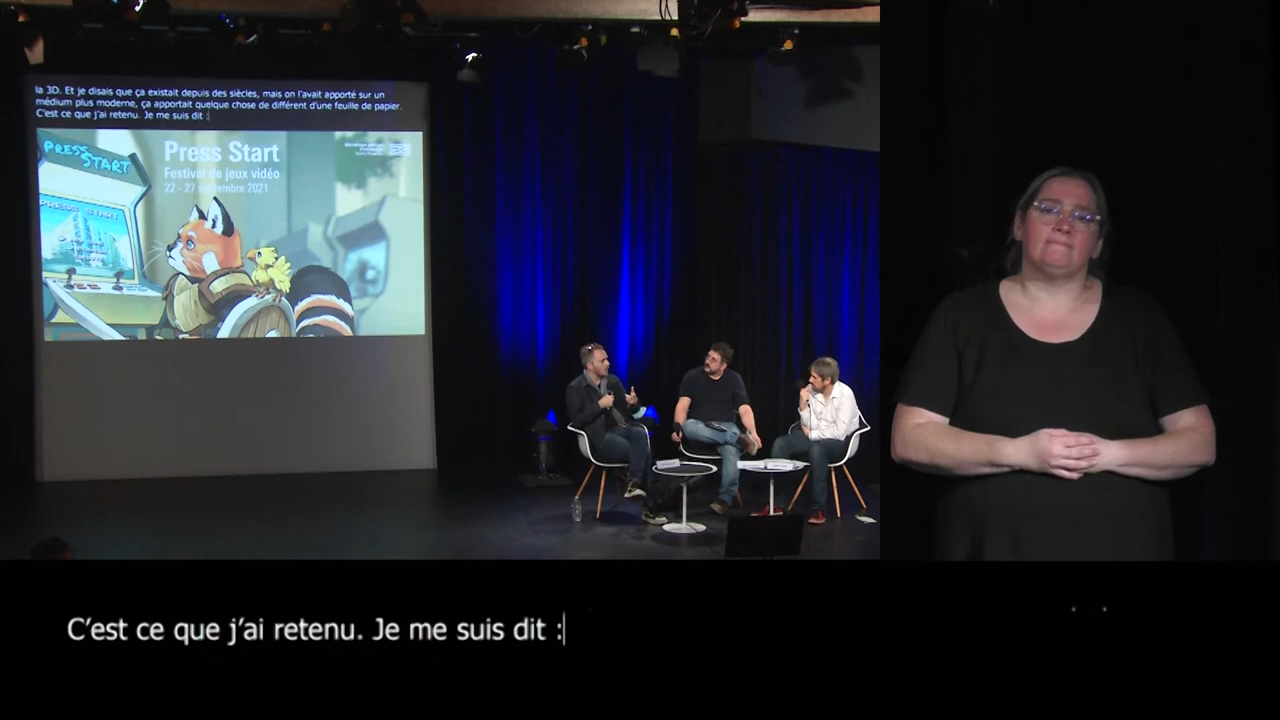 la 3D. Et je disais que ça existait depuis des siècles, mais on l'avait apporté sur un
médium plus moderne, ça apportait quelque chose de différent d'une feuille de papier.
C'est ce que j'ai retenu. Je me suis dit :
PRESS START
Press Start
Festival de jeux vidéo
22 - 27 septembre 2021
PRESS START
C'est ce que j'ai retenu. Je me suis dit :